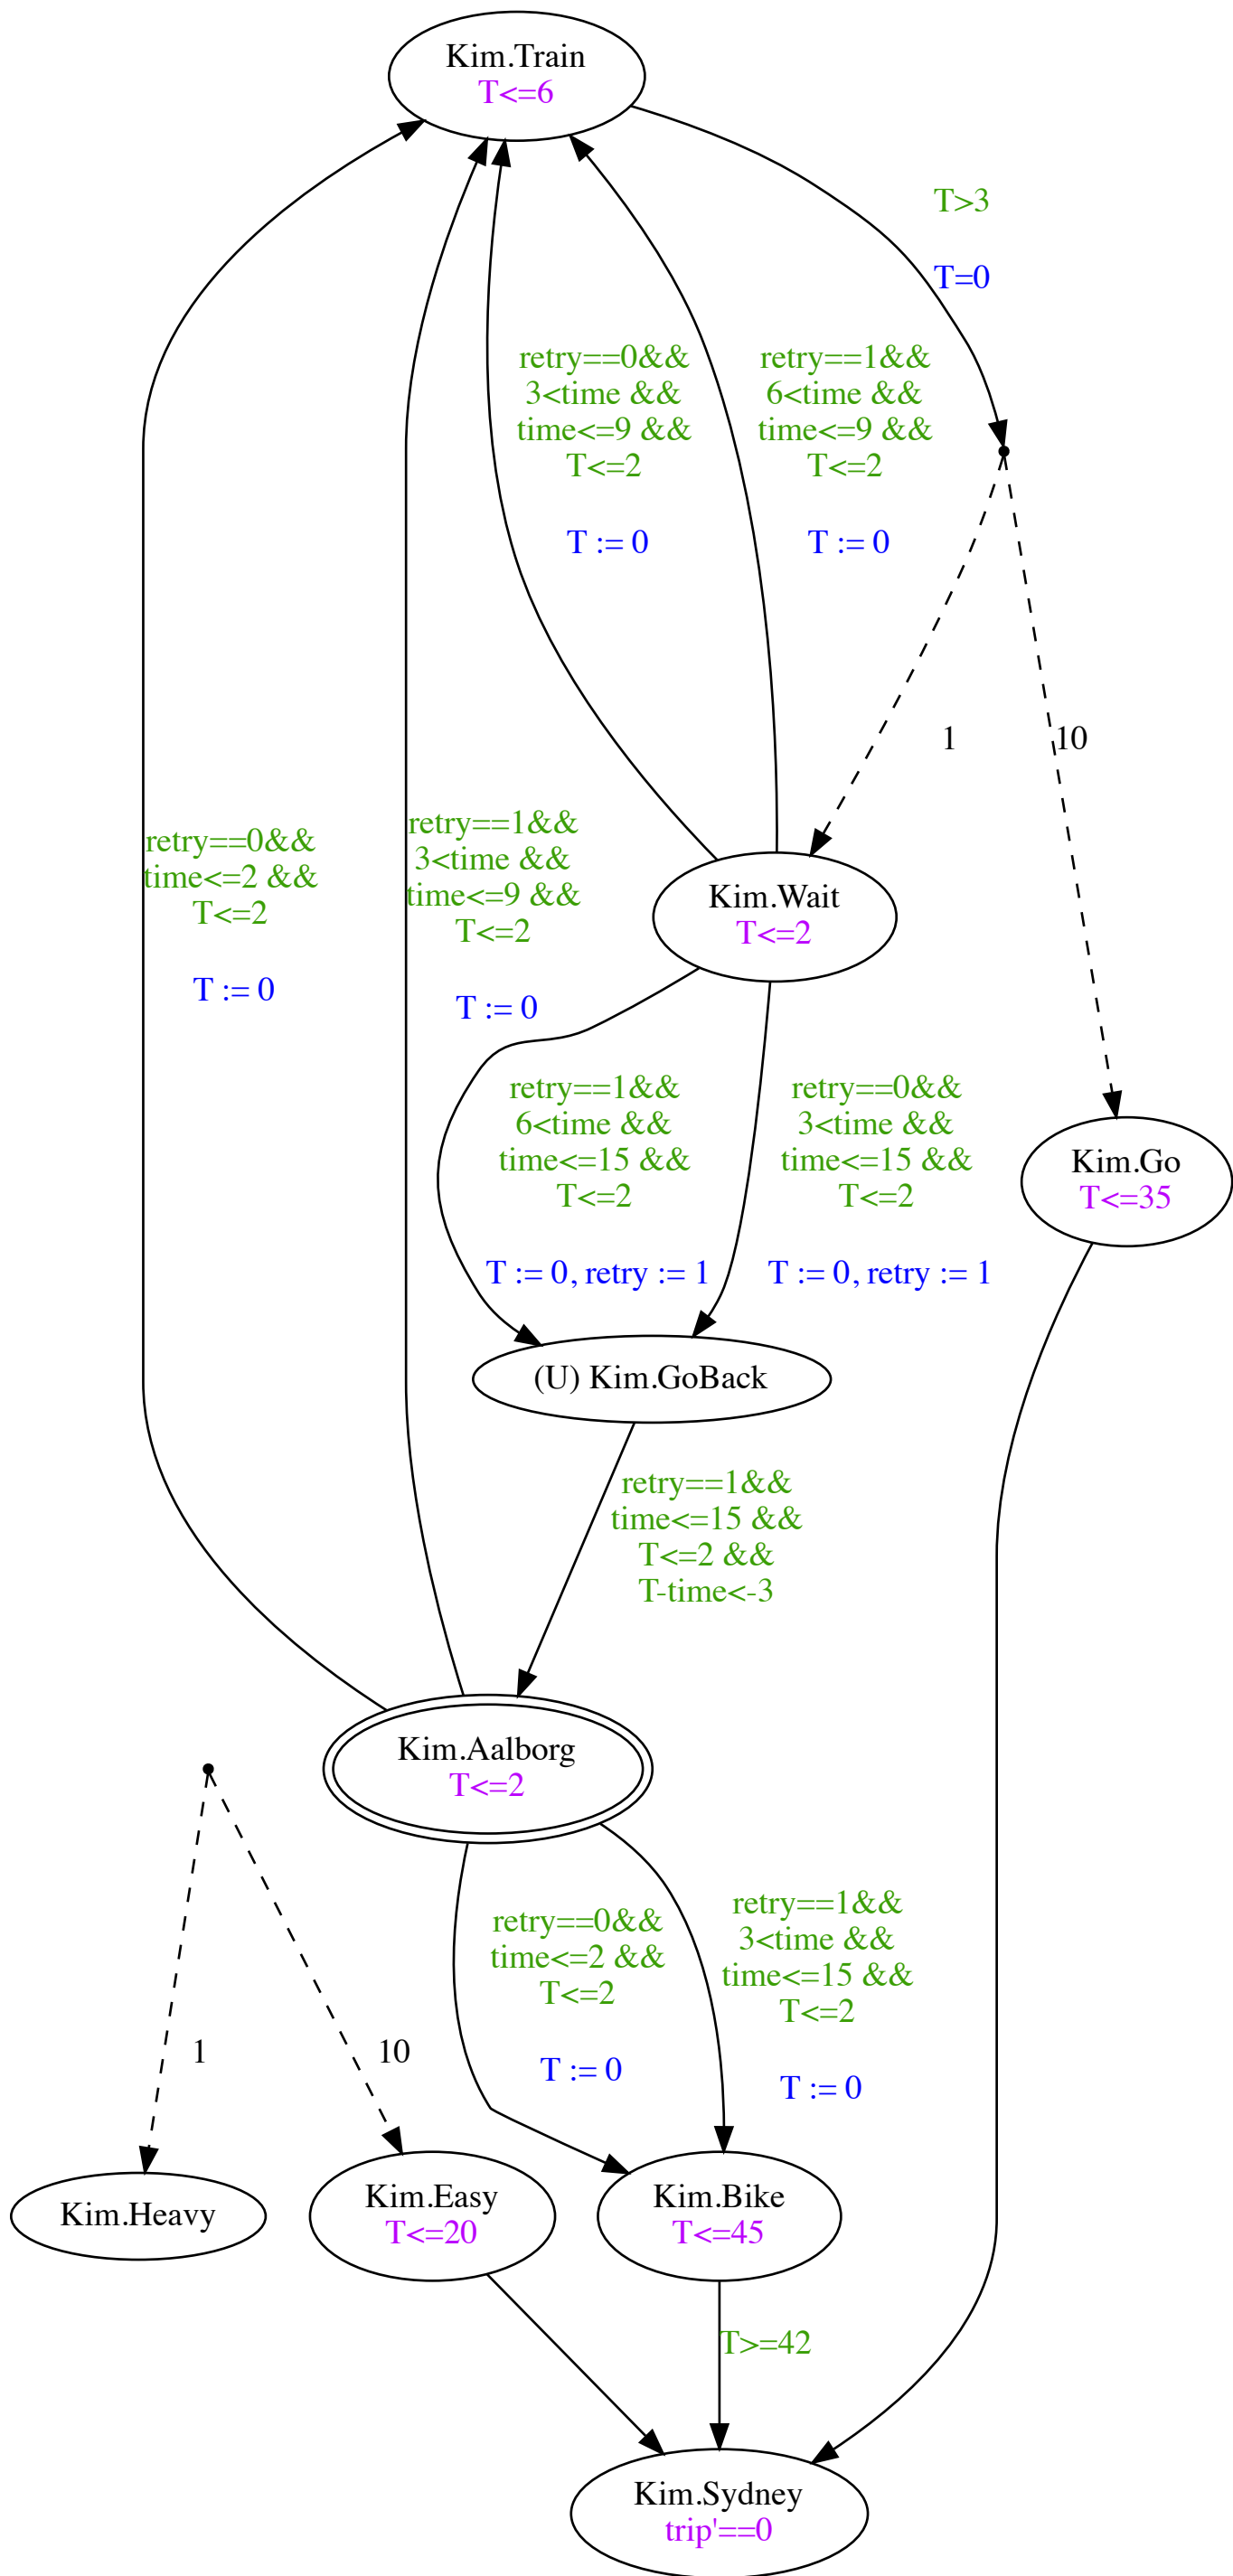 Kim.Train
T<=6
T>3
T=0
retry==0&&
3<time &&
time<=9 &&
T<=2
T := 0
retry==1&&
6<time &&
time<=9 &&
T<=2
T := 0
1
10
retry==0&&
time<=2 &&
T<=2
T := 0
retry==1&&
3<time &&
time<=9 &&
T<=2
T := 0
Kim.Wait
T<=2
retry==1&&
6<time &&
time<=15 &&
T<=2
T := 0, retry := 1
retry==0&&
3<time &&
time<=15 &&
T<=2
T := 0, retry := 1
Kim.Go
T<=35
(U) Kim.GoBack
retry==1&&
time<=15 &&
T<=2 &&
T-time<-3
Kim.Aalborg
T<=2
retry==0&&
time<=2 &&
T<=2
T := 0
retry==1&&
3<time &&
time<=15 &&
T<=2
T := 0
1
10
Kim.Heavy
Kim.Easy
T<=20
Kim.Bike
T<=45
T>=42
Kim.Sydney
trip'==0